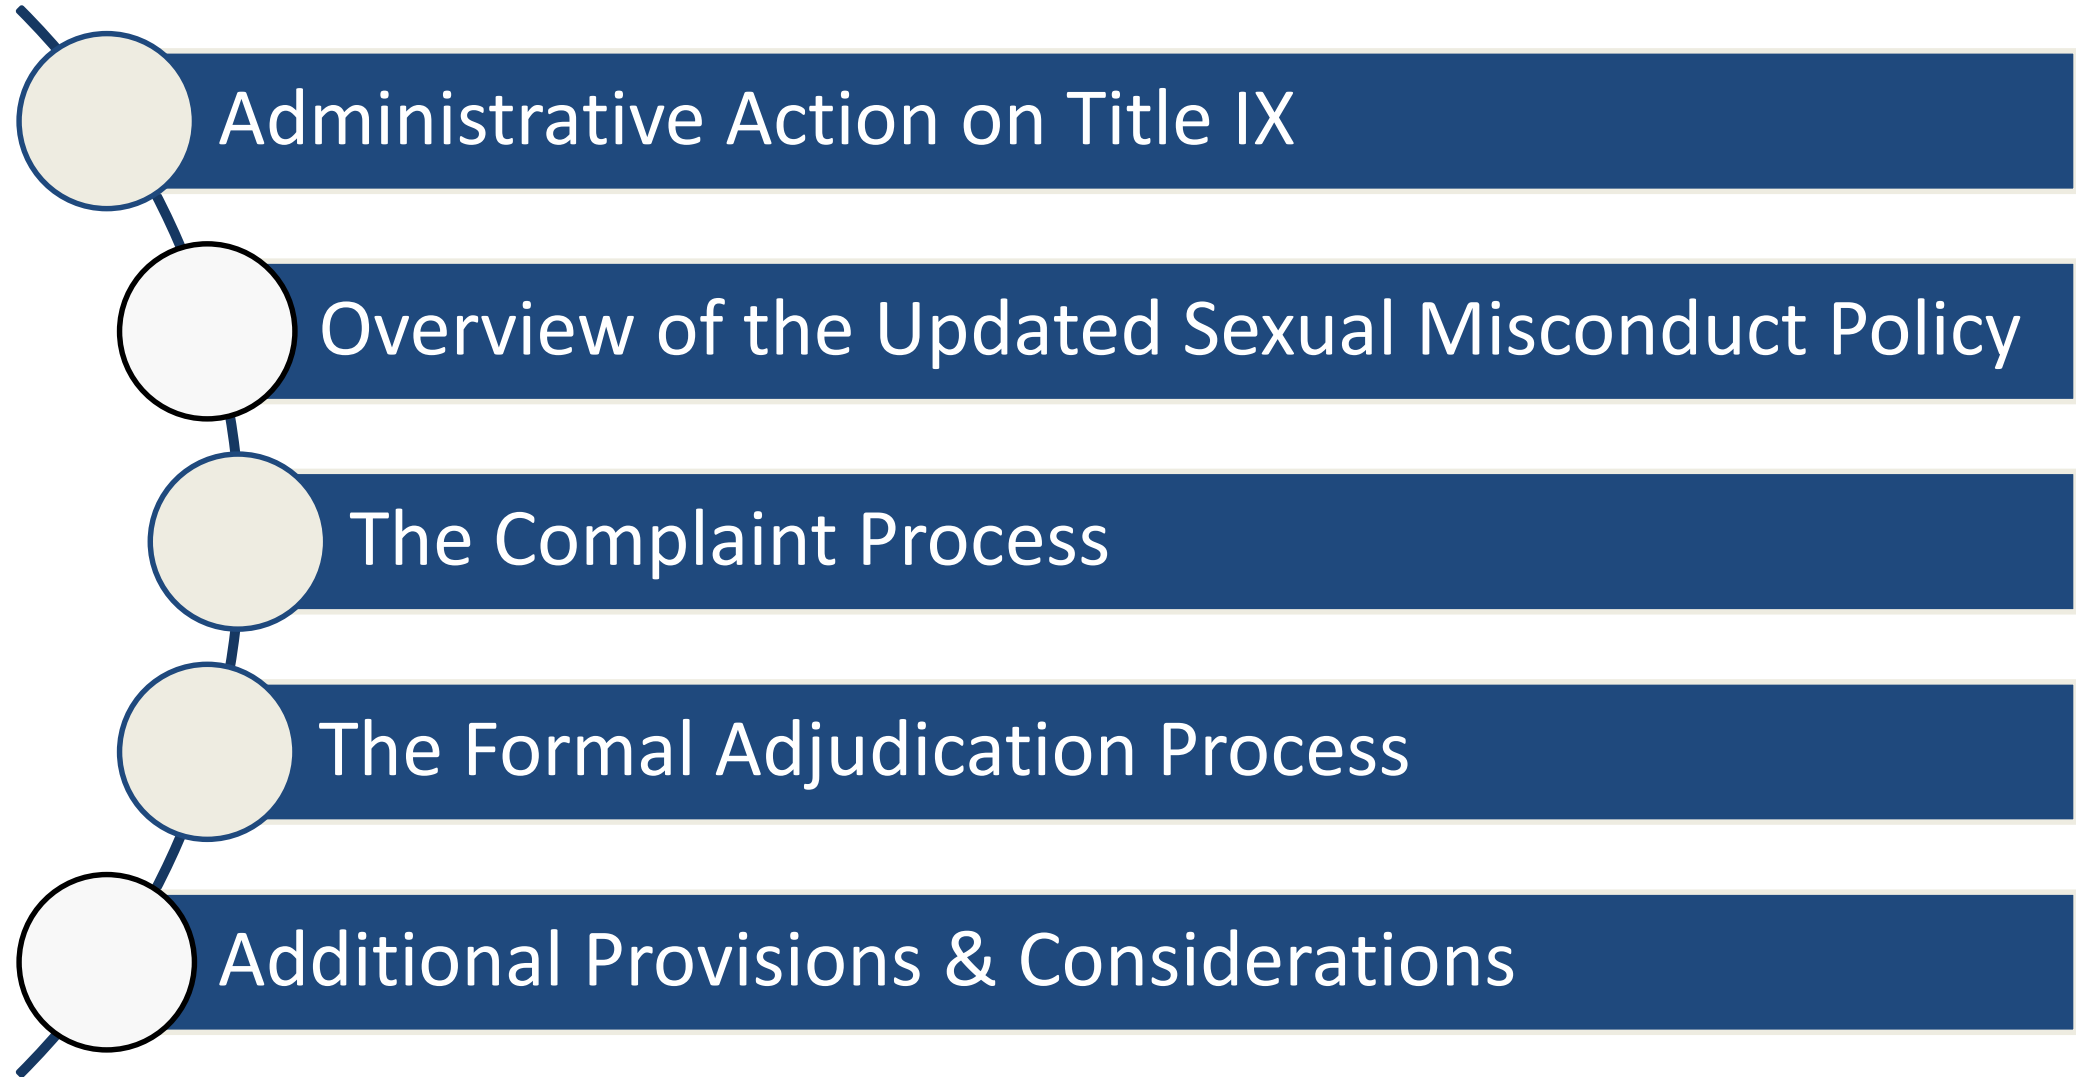 Administrative Action on Title IX
Overview of the Updated Sexual Misconduct Policy
The Complaint Process
The Formal Adjudication Process
Additional Provisions & Considerations